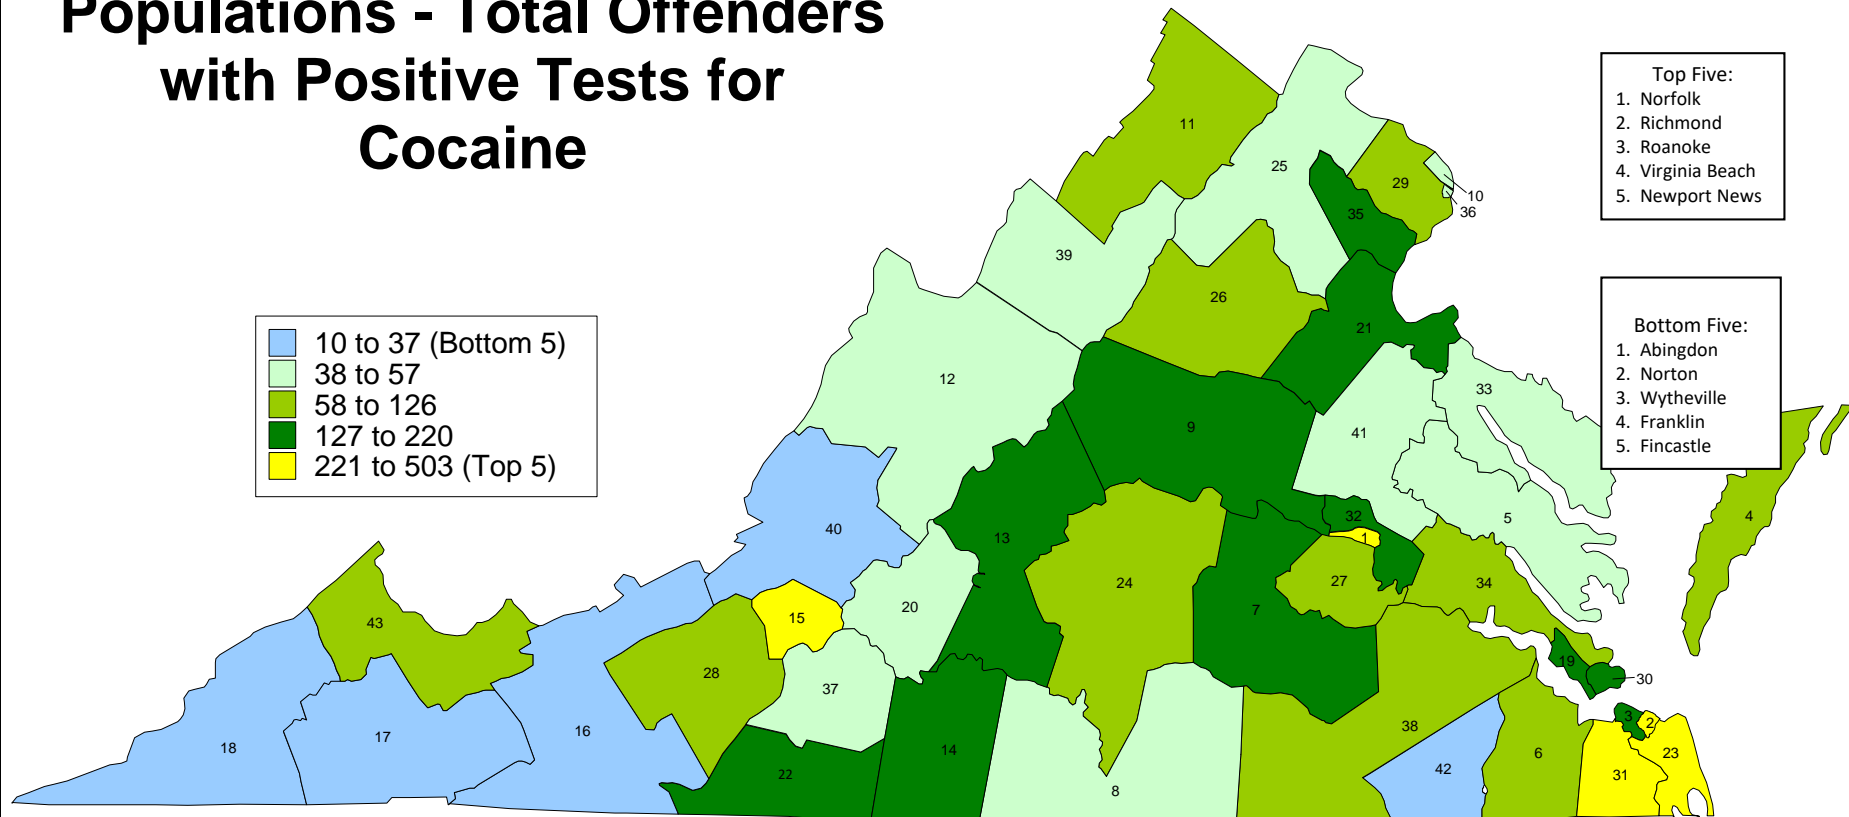 Populations - Total Offenders
with Positive Tests for
Cocaine
Top Five:
1. Norfolk
2. Richmond
3. Roanoke
4. Virginia Beach
5. Newport News
Bottom Five:
1. Abingdon
2. Norton
3. Wytheville
4. Franklin
5. Fincastle
10 to 37 (Bottom 5)
38 to 57
58 to 126
127 to 220
221 to 503 (Top 5)
11
25
29
10
36
35
39
26
21
12
33
9
41
32
5
4
40
13
1
24
27
34
20
7
43
15
19
28
30
37
3
2
38
18
17
16
14
23
6
42
22
31
8